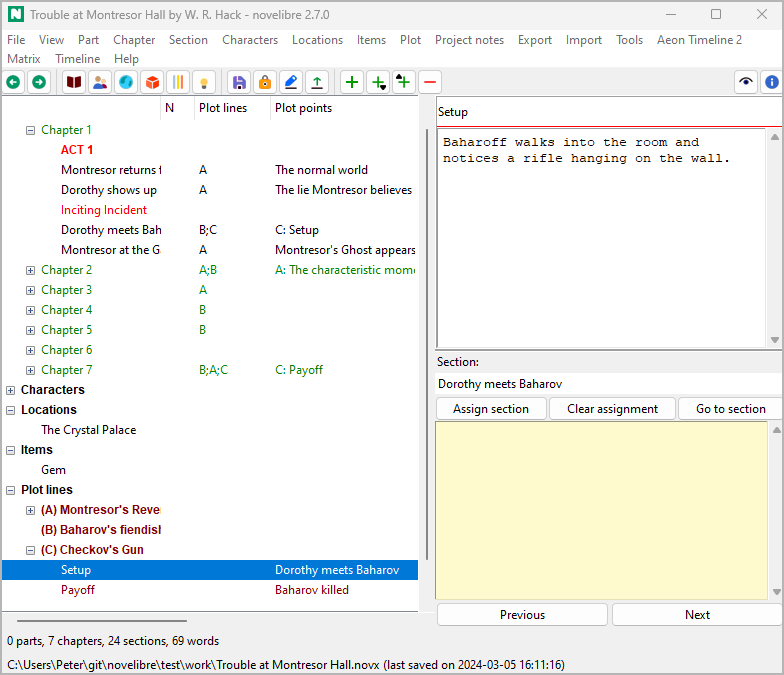 Trouble at Montresor Hall by W. R. Hack - novelibre 2.7.0
File View Part Chapter Section Characters Locations Items Plot Project notes Export Import Tools Aeon Timeline 2
Matrix Timeline Help
N Plot lines Plot points
Chapter 1
ACT 1
Montresor returns A The normal world
Dorothy shows up A The lie Montresor believes
Inciting Incident
Dorothy meets Bah B;C C: Setup
Montresor at the G A Montresor's Ghost appears
Chapter 2 A;B A: The characteristic mome
Chapter 3 A
Chapter 4 B
Chapter 5 B
Chapter 6
Chapter 7 B;A;C C: Payoff
Characters
Locations
The Crystal Palace
Items
Gem
Plot lines
(A) Montresor's Reve
(B) Baharov's fiendish
(C) Checkov's Gun
Setup Dorothy meets Baharov
Payoff Baharov killed
Setup
Baharoff walks into the room and
notices a rifle hanging on the wall.
Section:
Dorothy meets Baharov
Assign section Clear assignment Go to section
Previous Next
0 parts, 7 chapters, 24 sections, 69 words
C:\Users\Peter\git\novelibre\test\work\Trouble at Montresor Hall.novx (last saved on 2024-03-05 16:11:16)